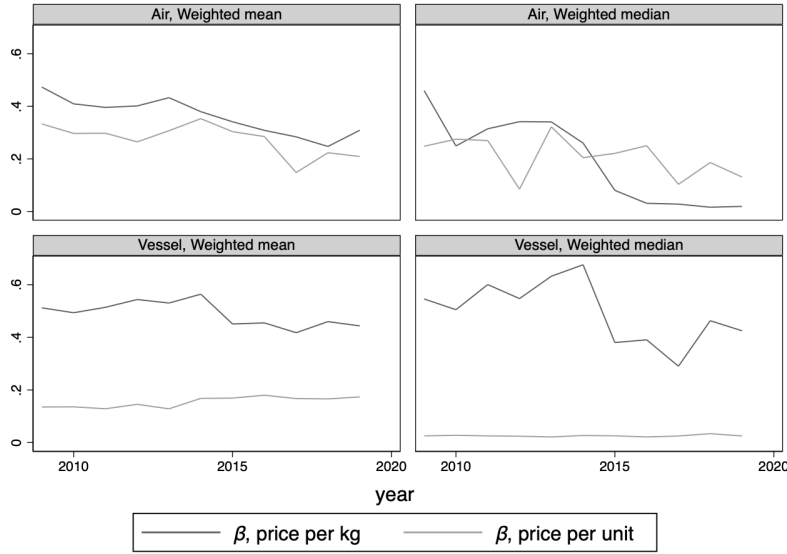 Air, Weighted mean
Air, Weighted median
.6
.4
.2
0
Vessel, Weighted mean
Vessel, Weighted median
.6
.4
.2
0
2010 2015 2020 2010 2015 2020
year
β, price per kg β, price per unit